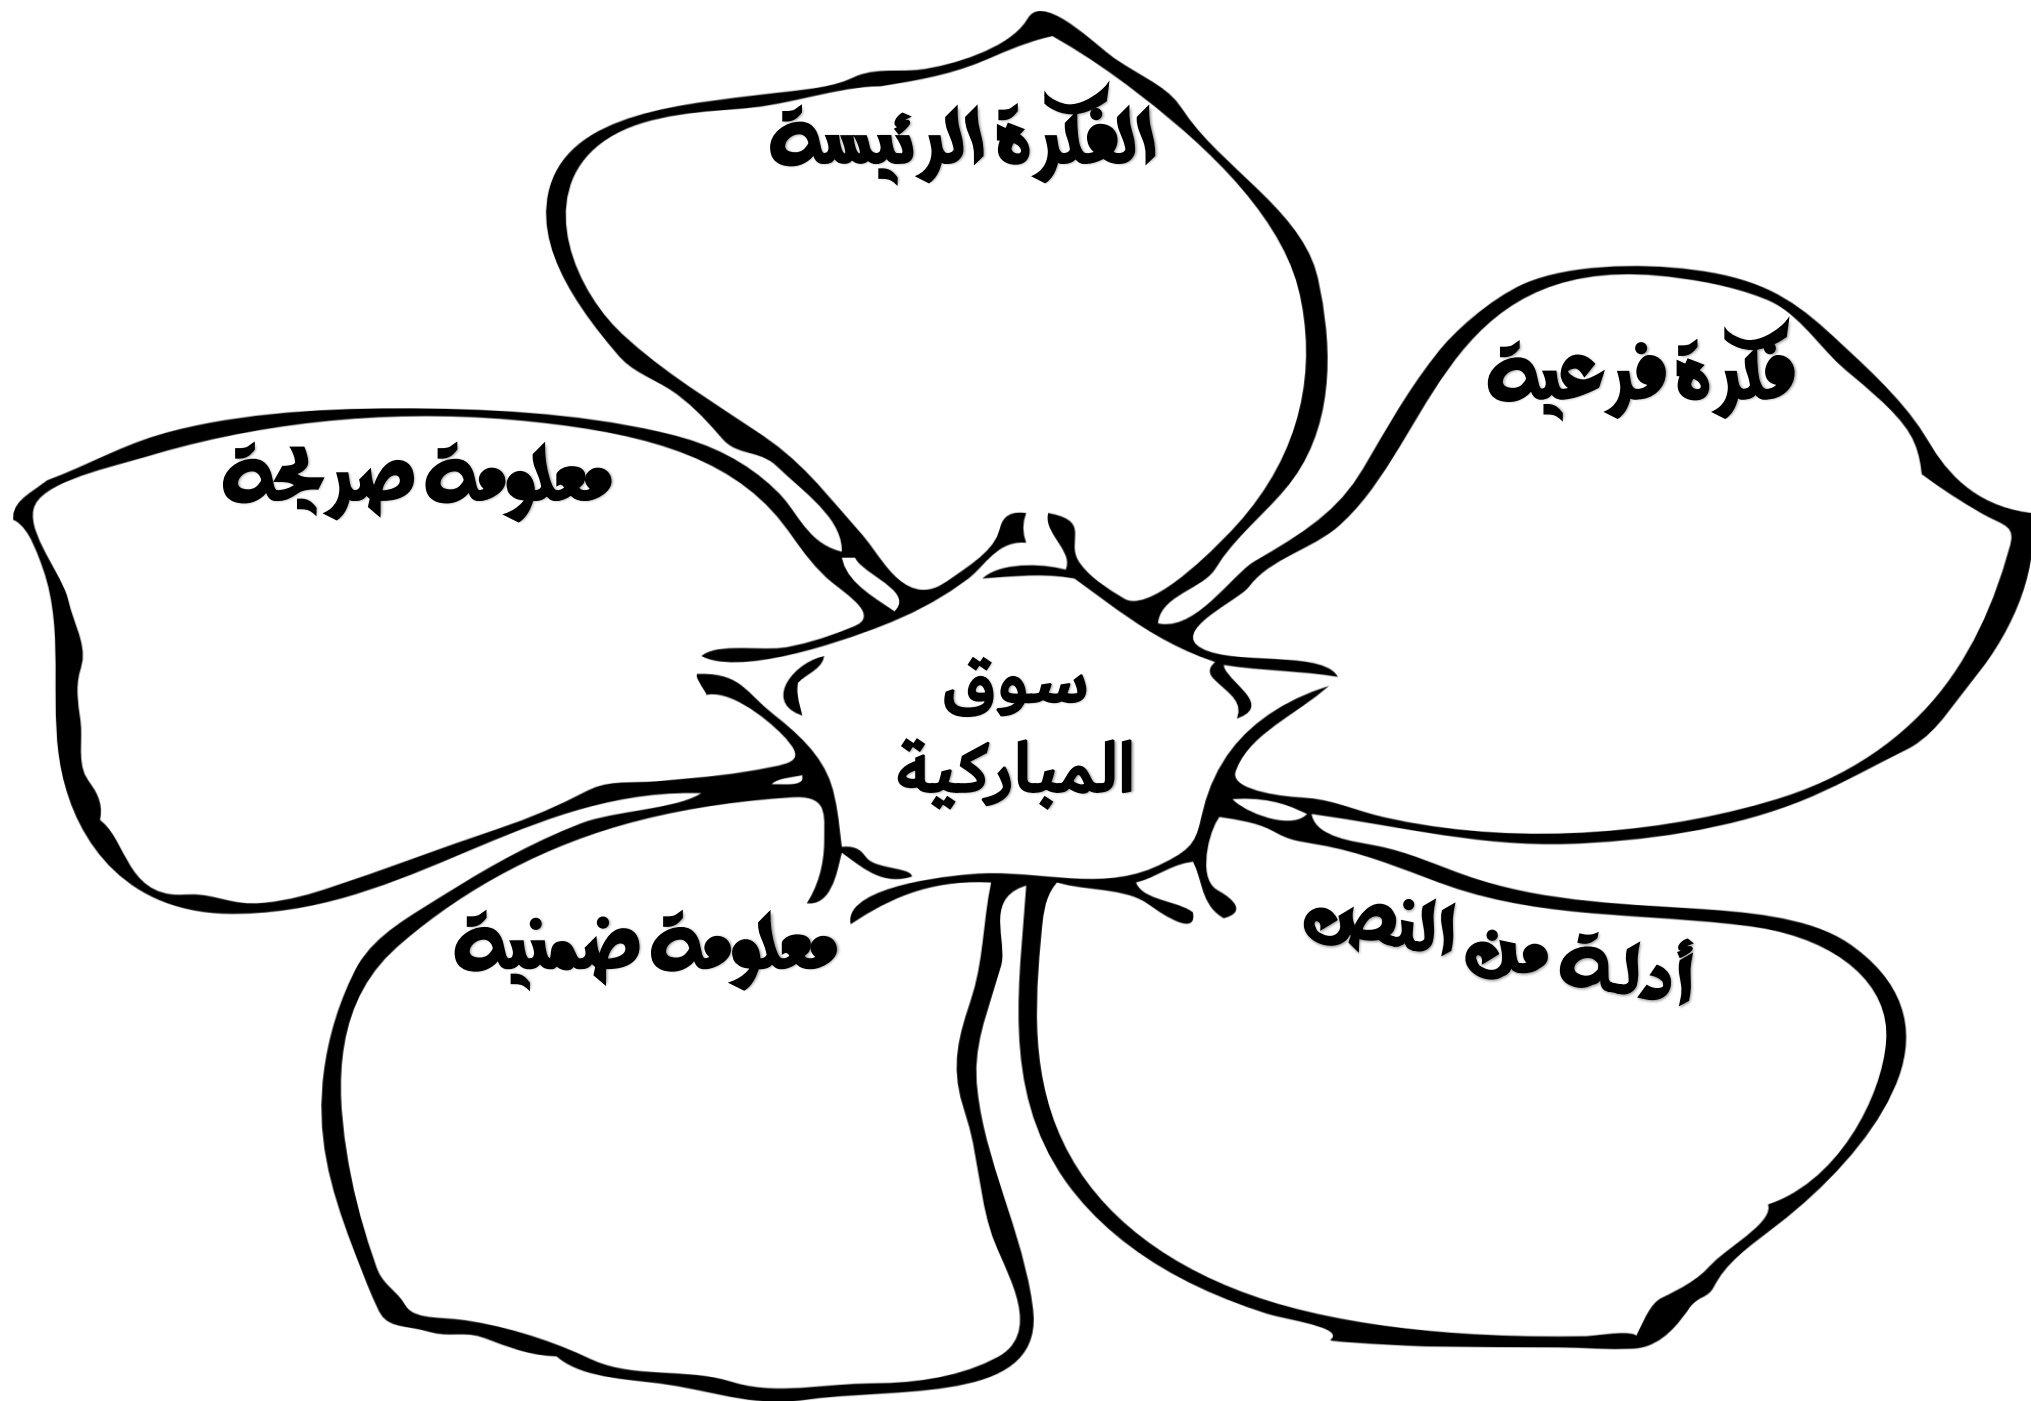 الفكرة الرئيسة
فكرة فرعية
معلومة صريحة
سوق
المباركية
أدلة من النص
معلومة ضمنية